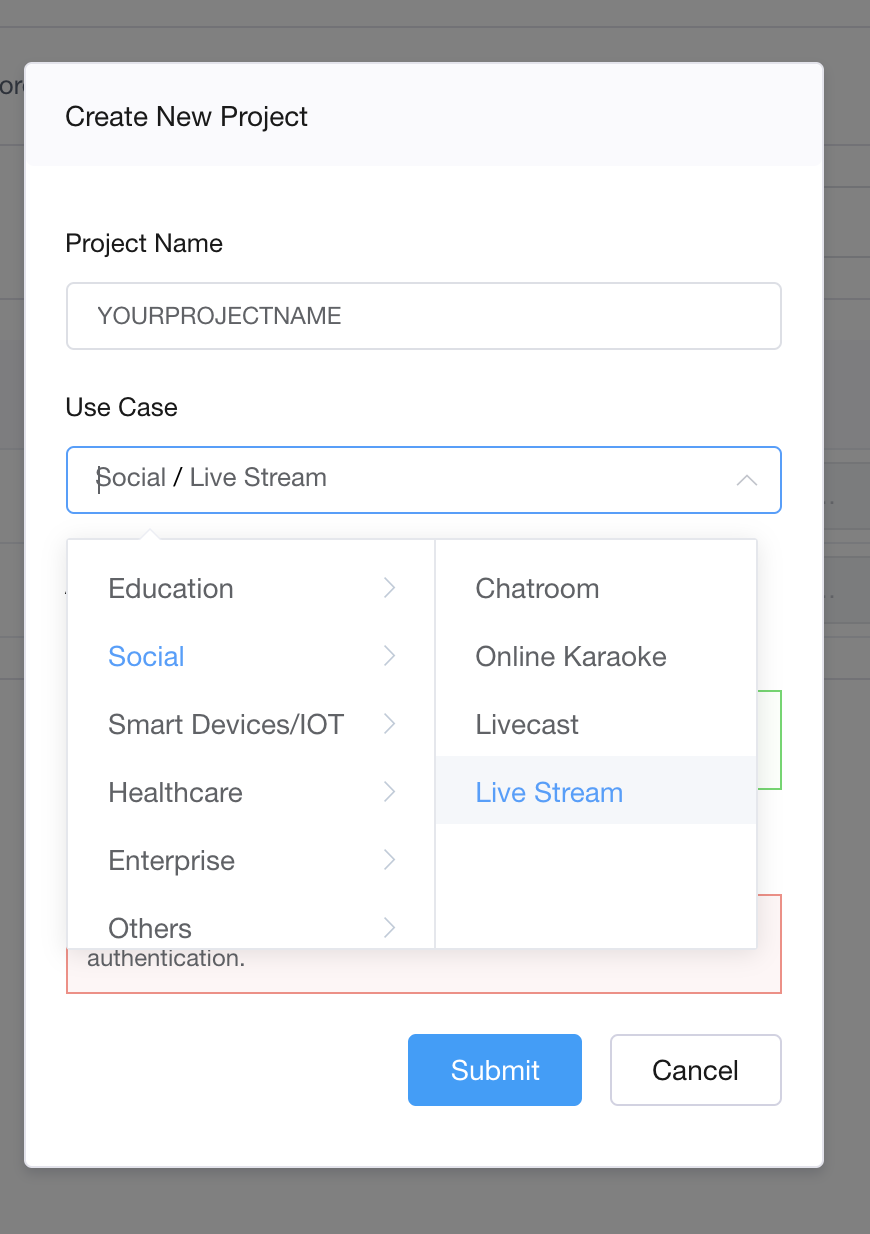 Create New Project
Project Name
YOURPROJECTNAME
Use Case
Social / Live Stream
Education
Chatroom
Social
Online Karaoke
Smart Devices/IOT
Livecast
Healthcare
Live Stream
Enterprise
Others
authentication.
Submit
Cancel